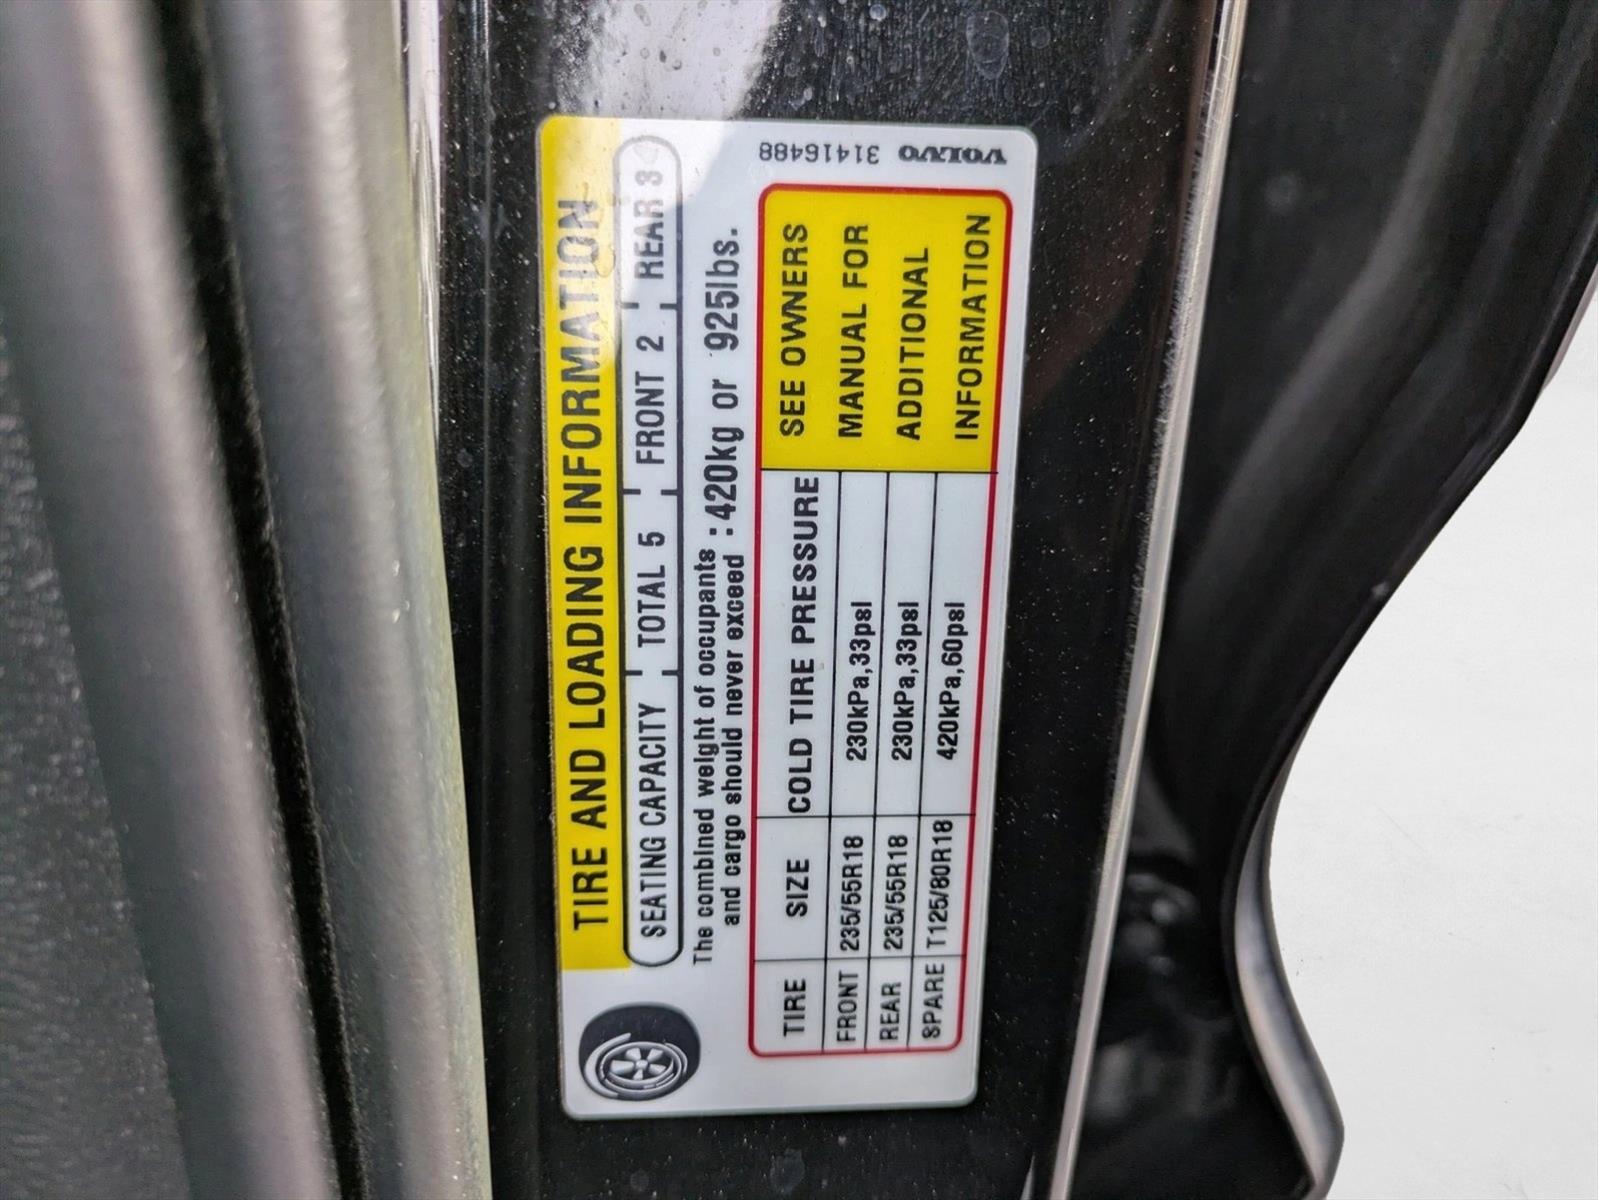 VOLVO 31416488
TIRE AND LOADING INFORMATION
SEATING CAPACITY TOTAL 5 FRONT 2 REAR 3
The combined weight of occupants : 420kg or 925lbs.
and cargo should never exceed :
TIRE SIZE COLD TIRE PRESSURE
FRONT 235/55R18 230kPa,33psi
REAR 235/55R18 230kPa,33psi
SPARE T125/80R18 420kPa,60psi
SEE OWNERS
MANUAL FOR
ADDITIONAL
INFORMATION